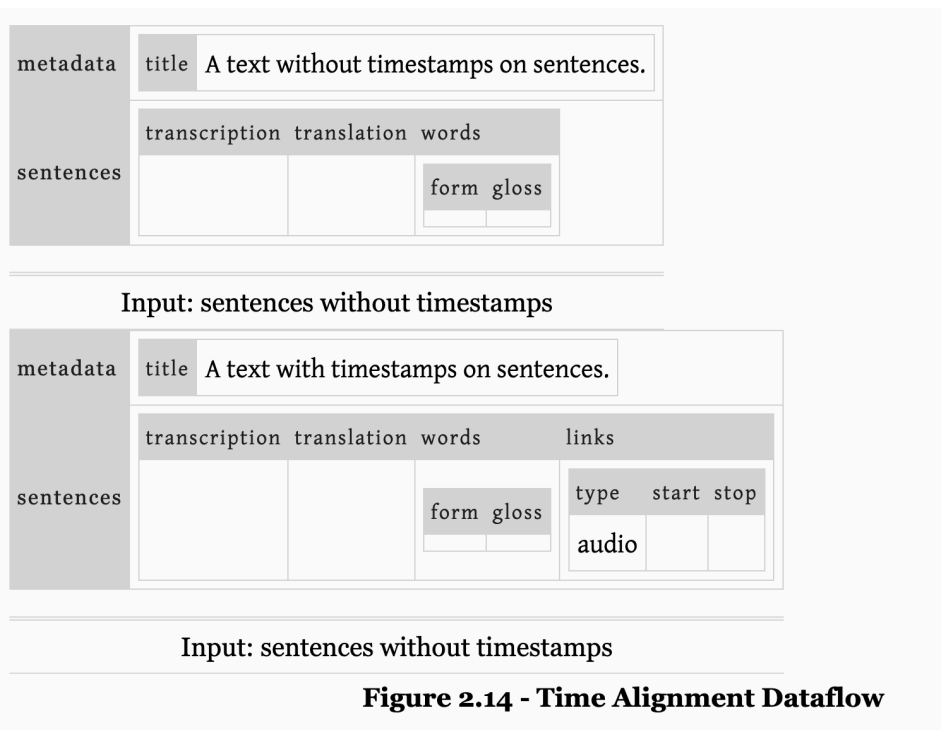 metadata title A text without timestamps on sentences.
transcription translation words
sentences
form gloss
Input: sentences without timestamps
metadata title A text with timestamps on sentences.
transcription translation words links
sentences
type start stop
form gloss
audio
Input: sentences without timestamps
Figure 2.14 - Time Alignment Dataflow